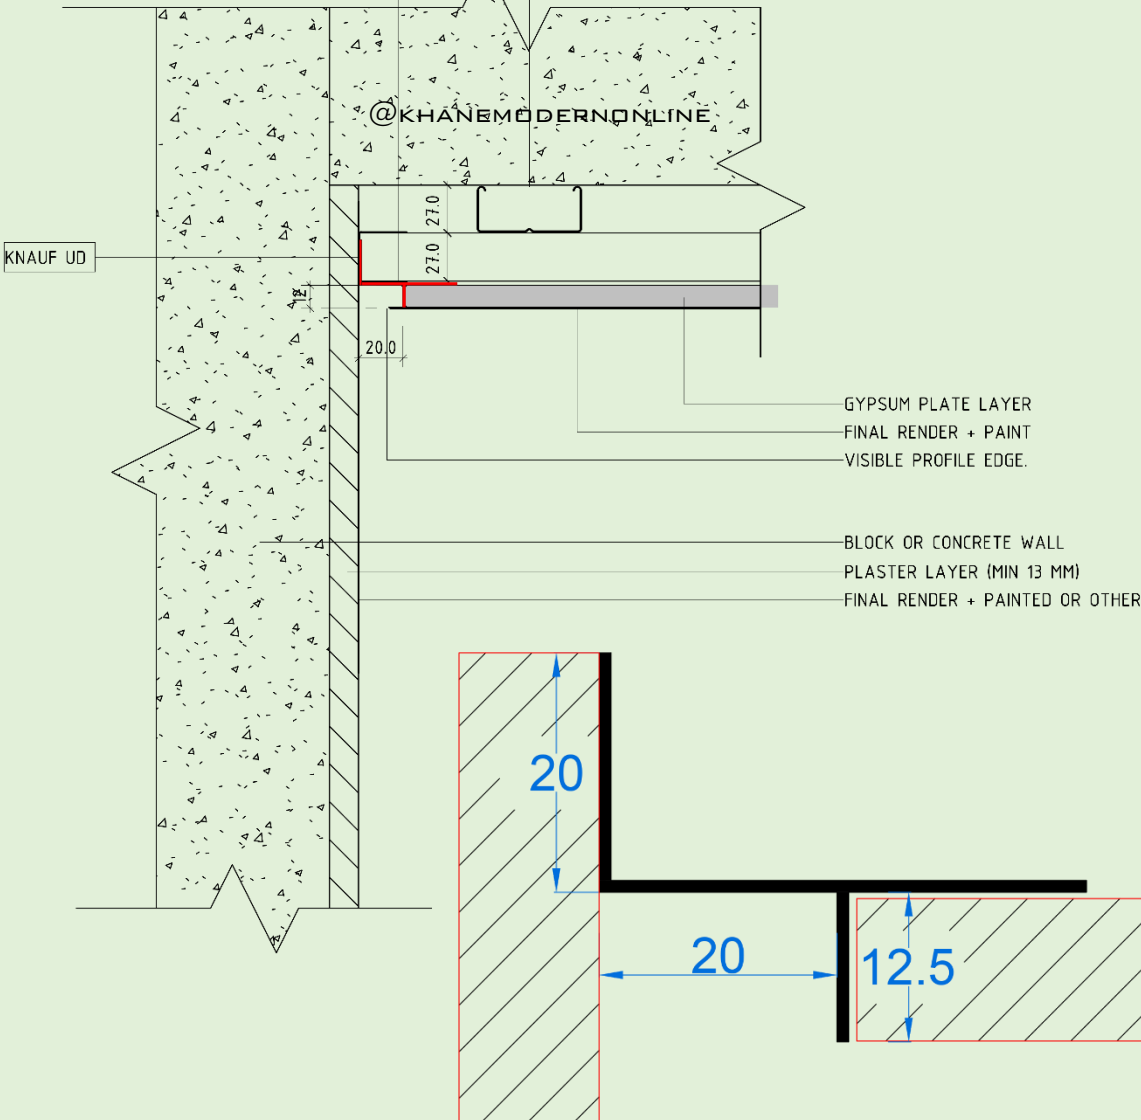 @KHANEMODERNONLINE
27.0
KNAUF UD
27.0
20.0
GYPSUM PLATE LAYER
FINAL RENDER + PAINT
VISIBLE PROFILE EDGE.
BLOCK OR CONCRETE WALL
PLASTER LAYER (MIN 13 MM)
FINAL RENDER + PAINTED OR OTHER
20
20
12.5